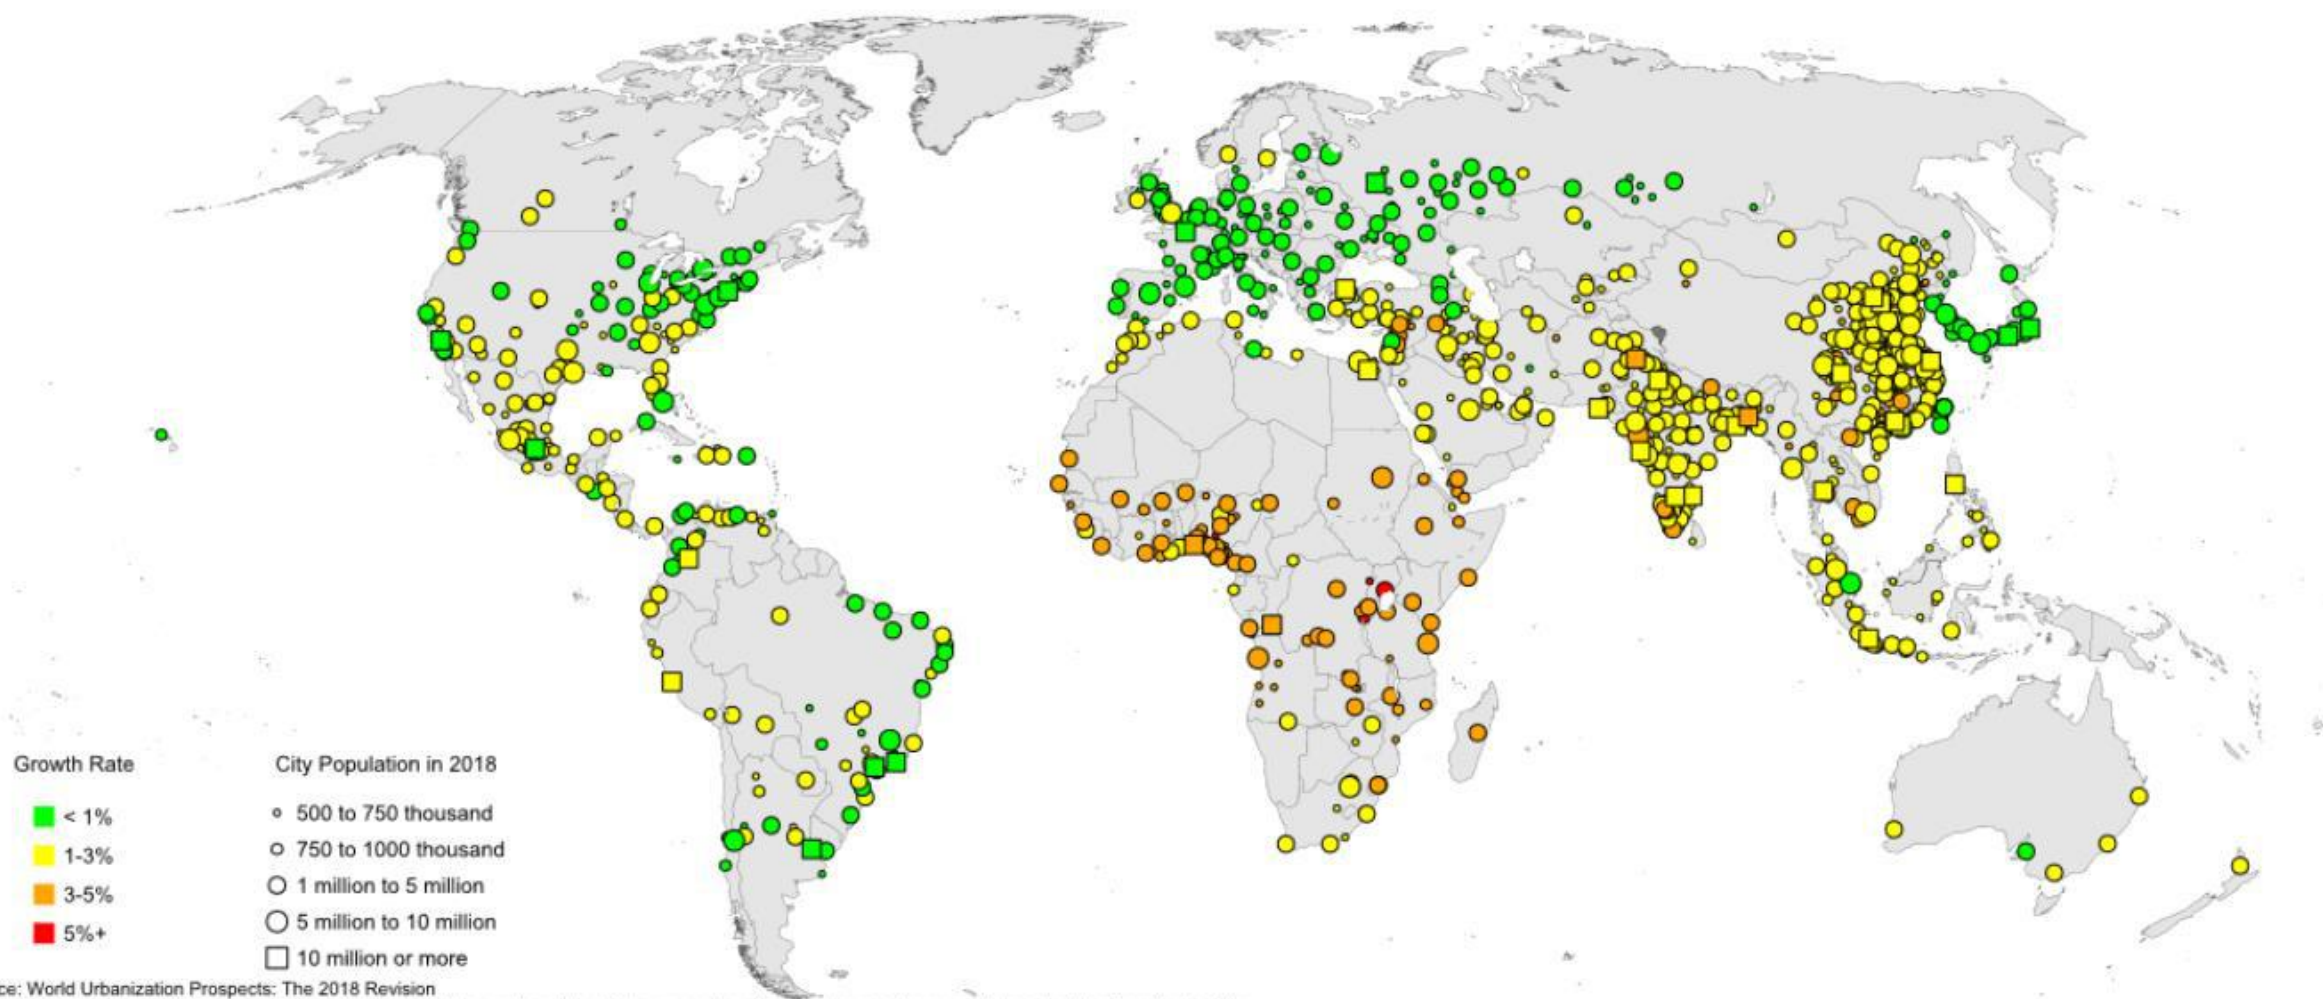 Growth Rate
< 1%
1-3%
3-5%
5%+
City Population in 2018
500 to 750 thousand
750 to 1000 thousand
1 million to 5 million
5 million to 10 million
10 million or more
ce: World Urbanization Prospects: The 2018 Revision